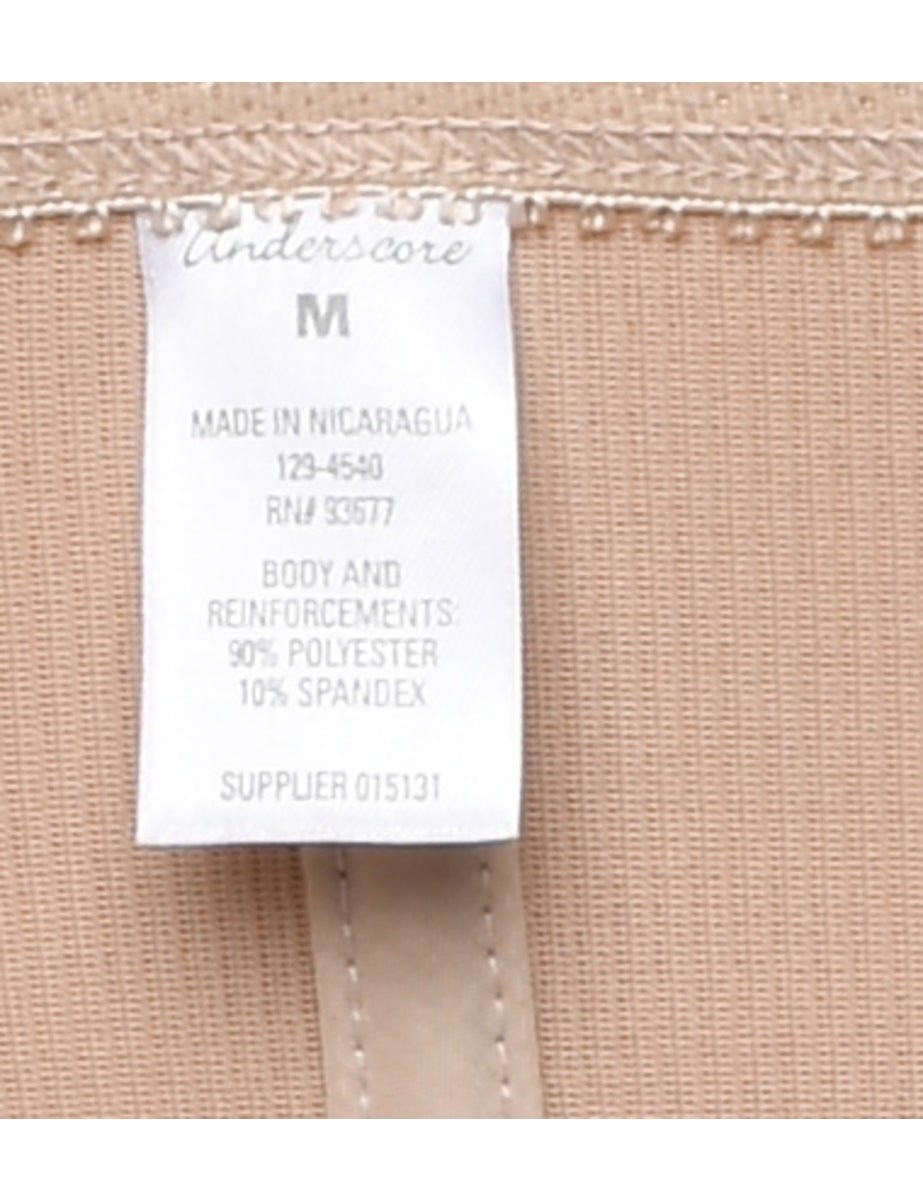 Underscore
M
MADE IN NICARAGUA
129-4540
RN# 93677
BODY AND
REINFORCEMENTS:
90% POLYESTER
10% SPANDEX
SUPPLIER 015131